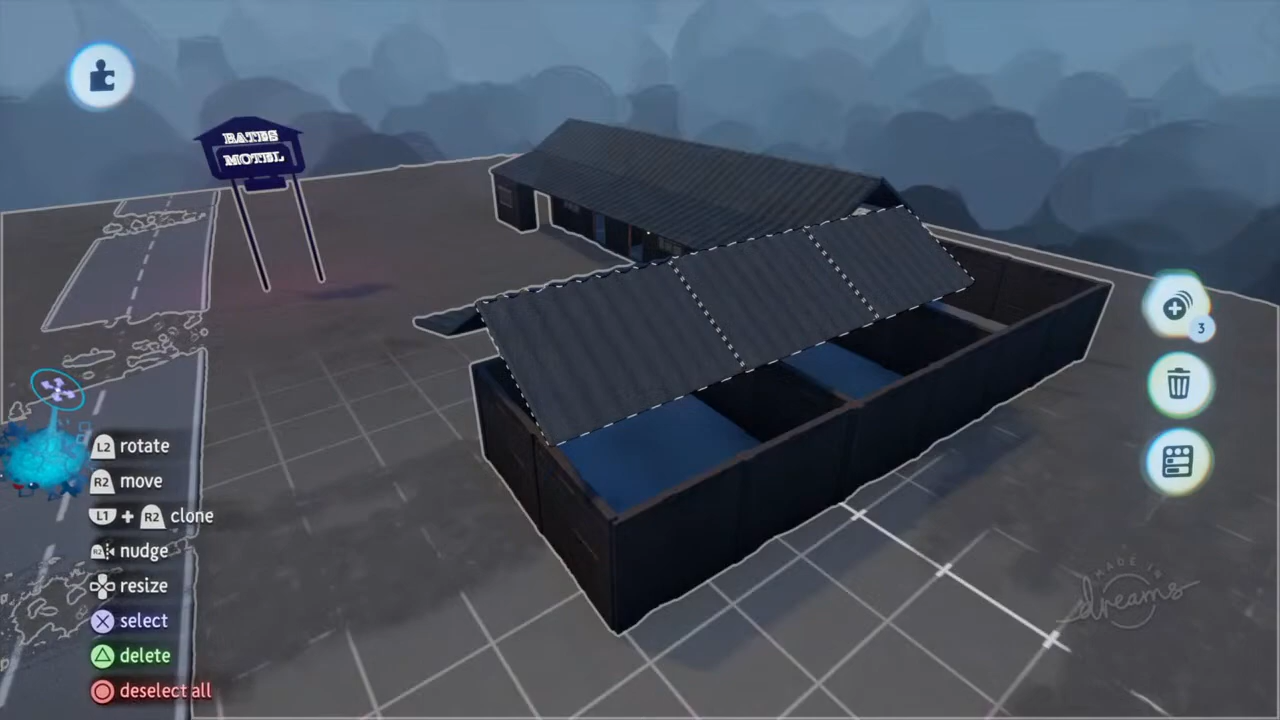 BATES
MOTEL
3
L2 rotate
R2 move
L1 + R2 clone
R2 nudge
resize
select
delete
deselect all
MADE IN
dreams